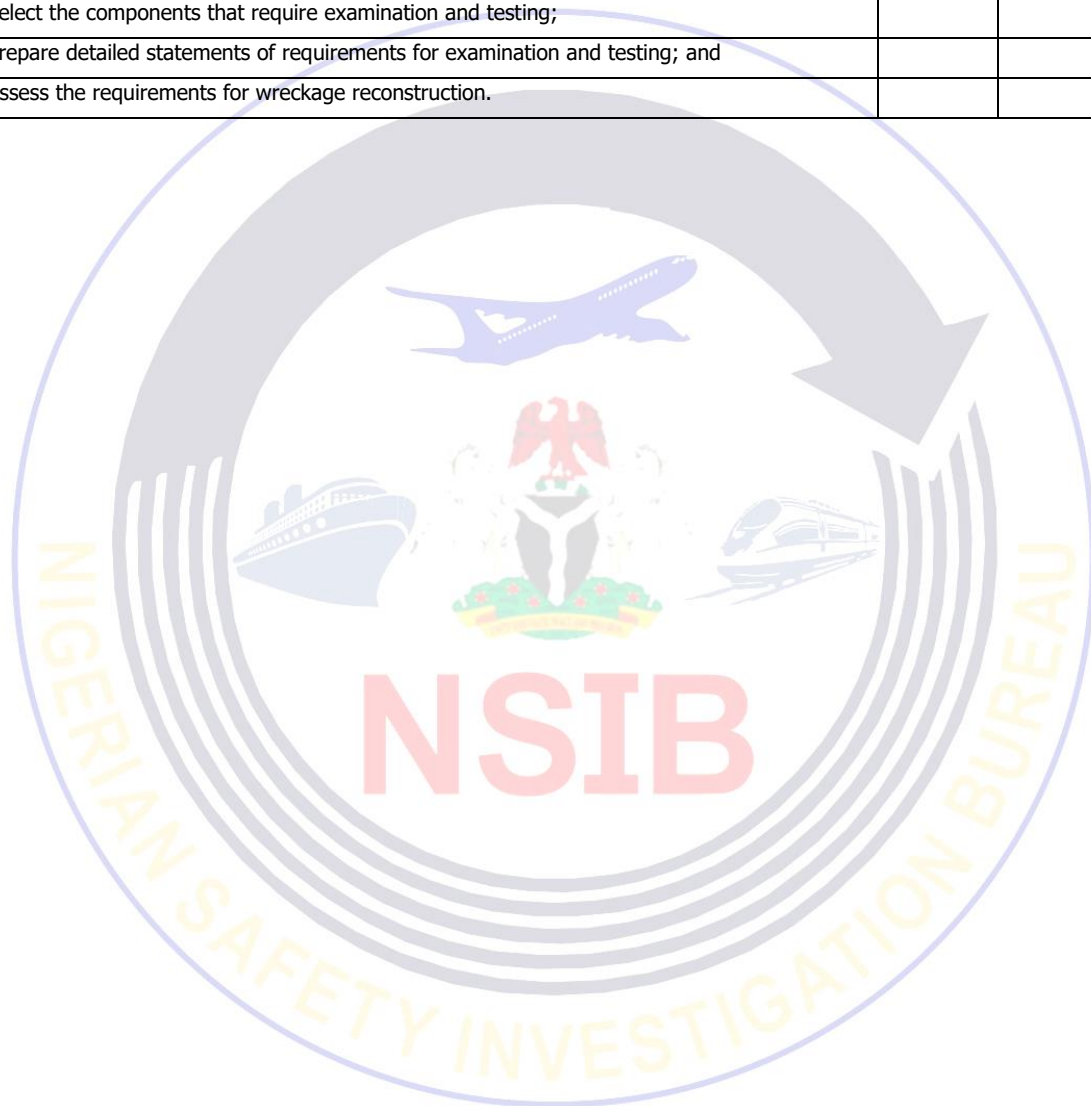 elect the components that require examination and testing;
repare detailed statements of requirements for examination and testing; and
ssess the requirements for wreckage reconstruction.
NSIB
NIGERIAN SAFETY INVESTIGATION BUREAU